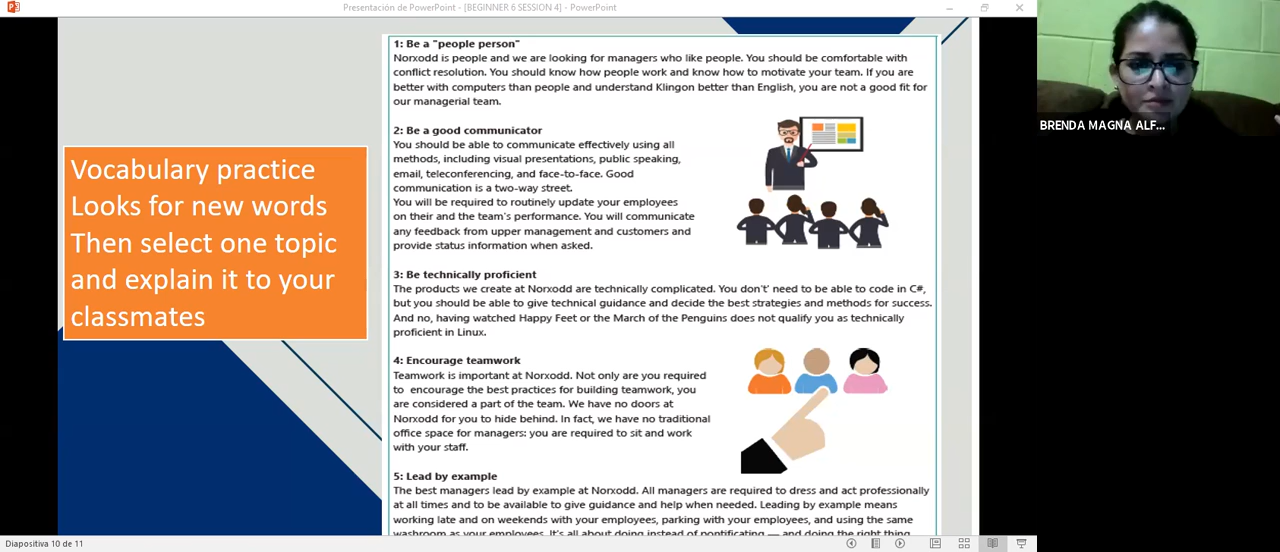 Presentación de PowerPoint - [BEGINNER 6 SESSION 4] - PowerPoint
Vocabulary practice
Looks for new words
Then select one topic
and explain it to your
classmates
1: Be a "people person"
Norxodd is people and we are looking for managers who like people. You should be comfortable with
conflict resolution. You should know how people work and know how to motivate your team. If you are
better with computers than people and understand Klingon better than English, you are not a good fit for
our managerial team.
2: Be a good communicator
You should be able to communicate effectively using all
methods, including visual presentations, public speaking,
email, teleconferencing, and face-to-face. Good
communication is a two-way street.
You will be required to routinely update your employees
on their and the team's performance. You will communicate
any feedback from upper management and customers and
provide status information when asked.
3: Be technically proficient
The products we create at Norxodd are technically complicated. You don't' need to be able to code in C#,
but you should be able to give technical guidance and decide the best strategies and methods for success.
And no, having watched Happy Feet or the March of the Penguins does not qualify you as technically
proficient in Linux.
4: Encourage teamwork
Teamwork is important at Norxodd. Not only are you required
to encourage the best practices for building teamwork, you
are considered a part of the team. We have no doors at
Norxodd for you to hide behind. In fact, we have no traditional
office space for managers: you are required to sit and work
with your staff.
5: Lead by example
The best managers lead by example at Norxodd. All managers are required to dress and act professionally
at all times and to be available to give guidance and help when needed. Leading by example means
working late and on weekends with your employees, parking with your employees, and using the same
washroom as your employees. It's all about doing instead of pontificating — and doing the right thing
BRENDA MAGNA ALF...
Diapositiva 10 de 11